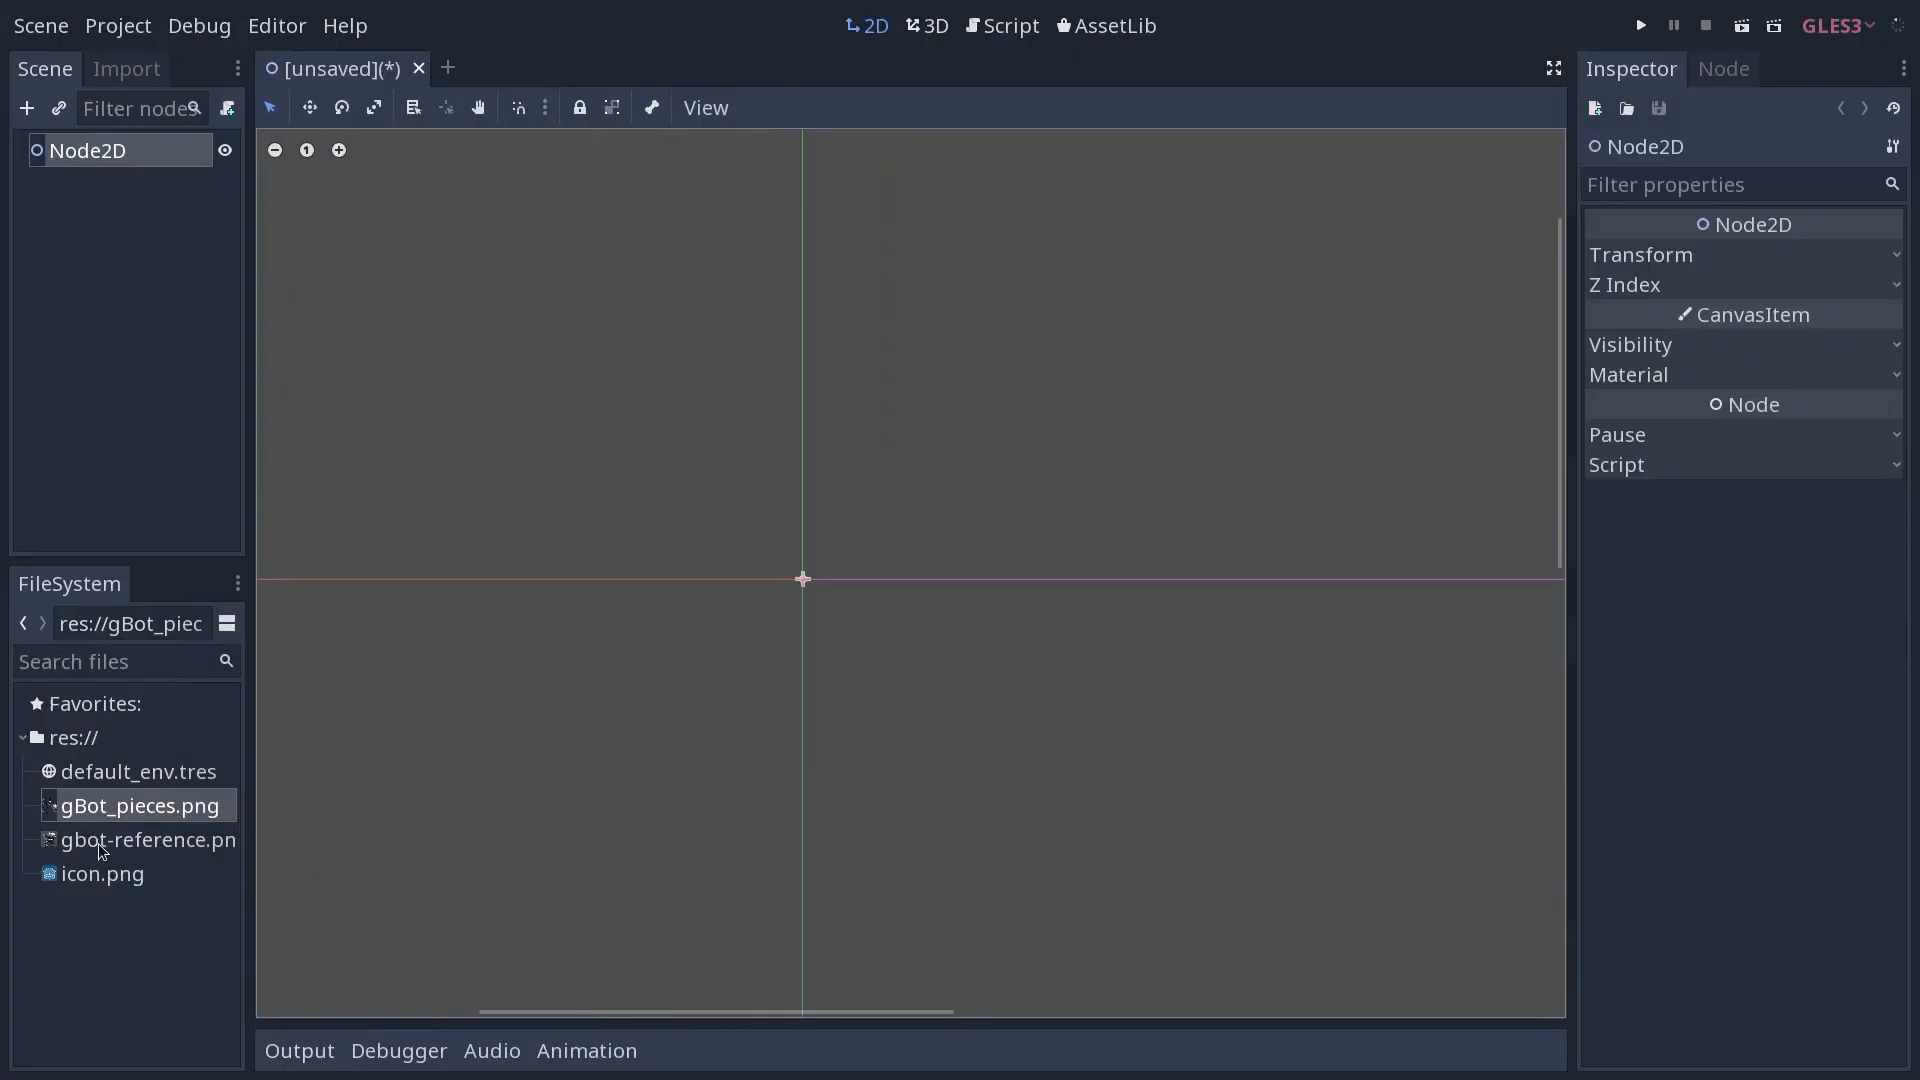 Scene Project Debug Editor Help
2D 3D Script AssetLib
GLES3
Scene Import
[unsaved](*)
Inspector Node
Filter nodes
View
Node2D
1
Node2D
Filter properties
Node2D
Transform
Z Index
CanvasItem
Visibility
Material
Node
Pause
Script
FileSystem
res://gBot_piec
Search files
Favorites:
res://
default_env.tres
gBot_pieces.png
gbot-reference.pn
icon.png
Output Debugger Audio Animation